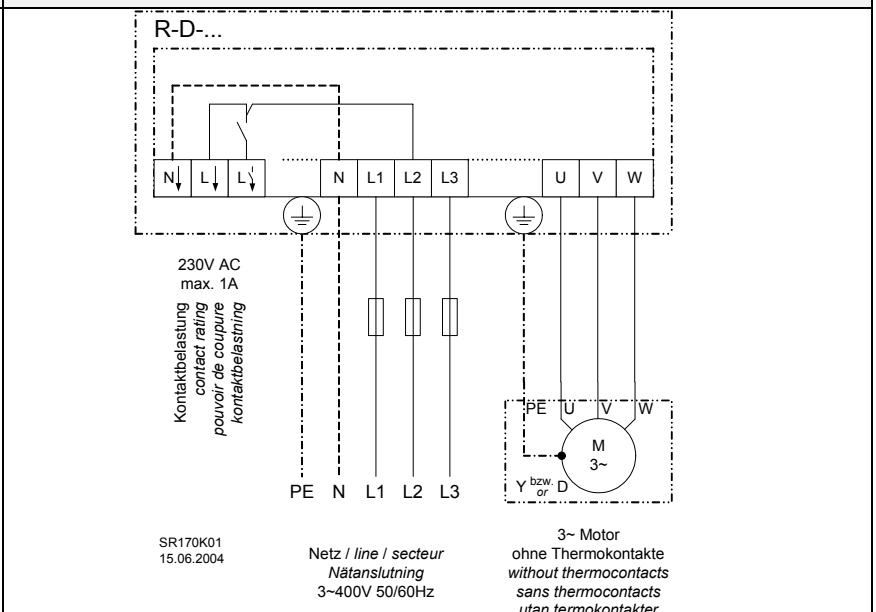 R-D-...
N L L N L1 L2 L3 U V W
230V AC
max. 1A
Kontaktbelastung
contact rating
pouvoir de coupure
kontaktbelastning
PE U V W
M
3~
Y bzw. or D
PE N L1 L2 L3
SR170K01
15.06.2004
Netz / line / secteur
Nätanslutning
3~400V 50/60Hz
3~ Motor
ohne Thermokontakte
without thermocontacts
sans thermocontacts
utan termokontakter